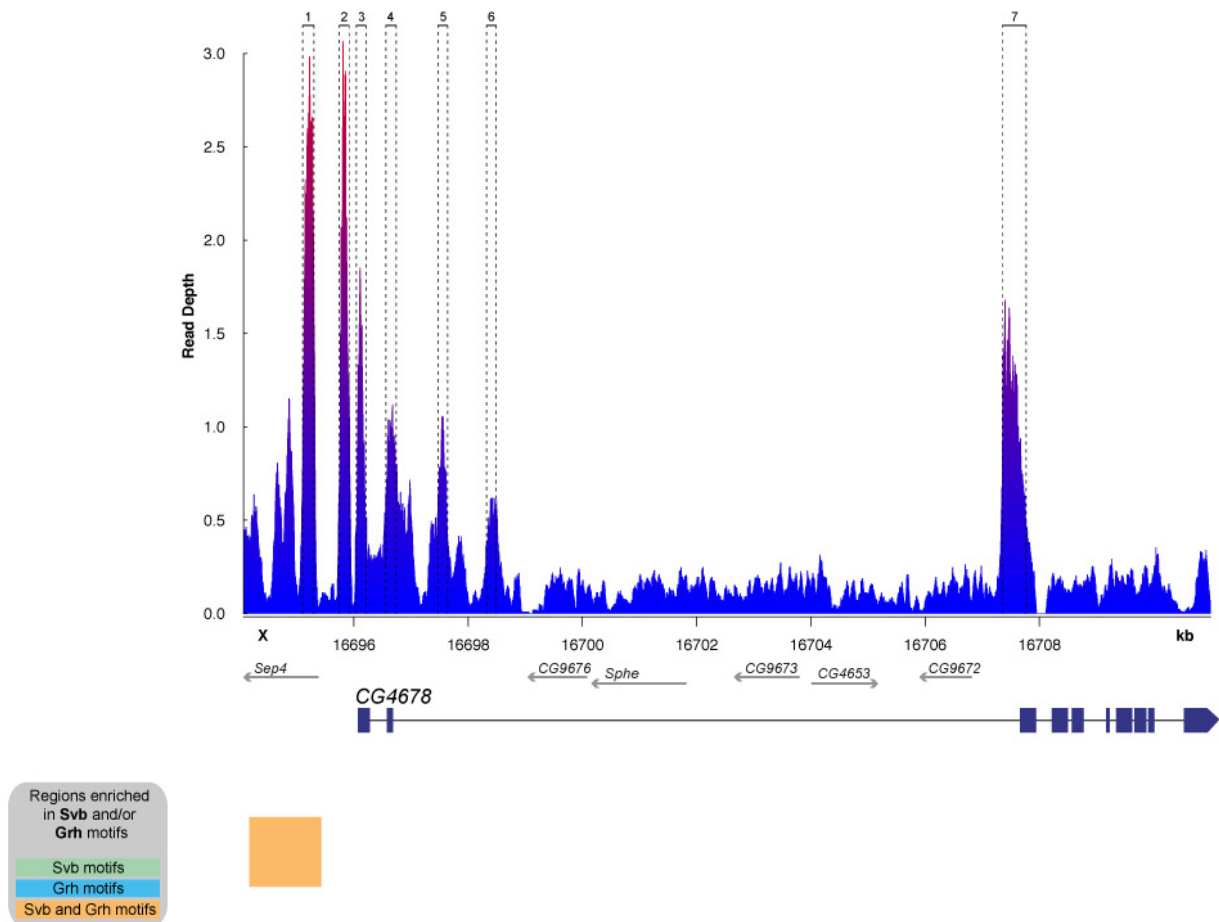 1 2 3 4 5 6 7
3.0
2.5
2.0
1.5
1.0
0.5
0.0
Read Depth
X kb
16696 16698 16700 16702 16704 16706 16708
Sep4 CG9676 Sphe CG9673 CG4653 CG9672
CG4678
Regions enriched
in Svb and/or
Grh motifs
Svb motifs
Grh motifs
Svb and Grh motifs